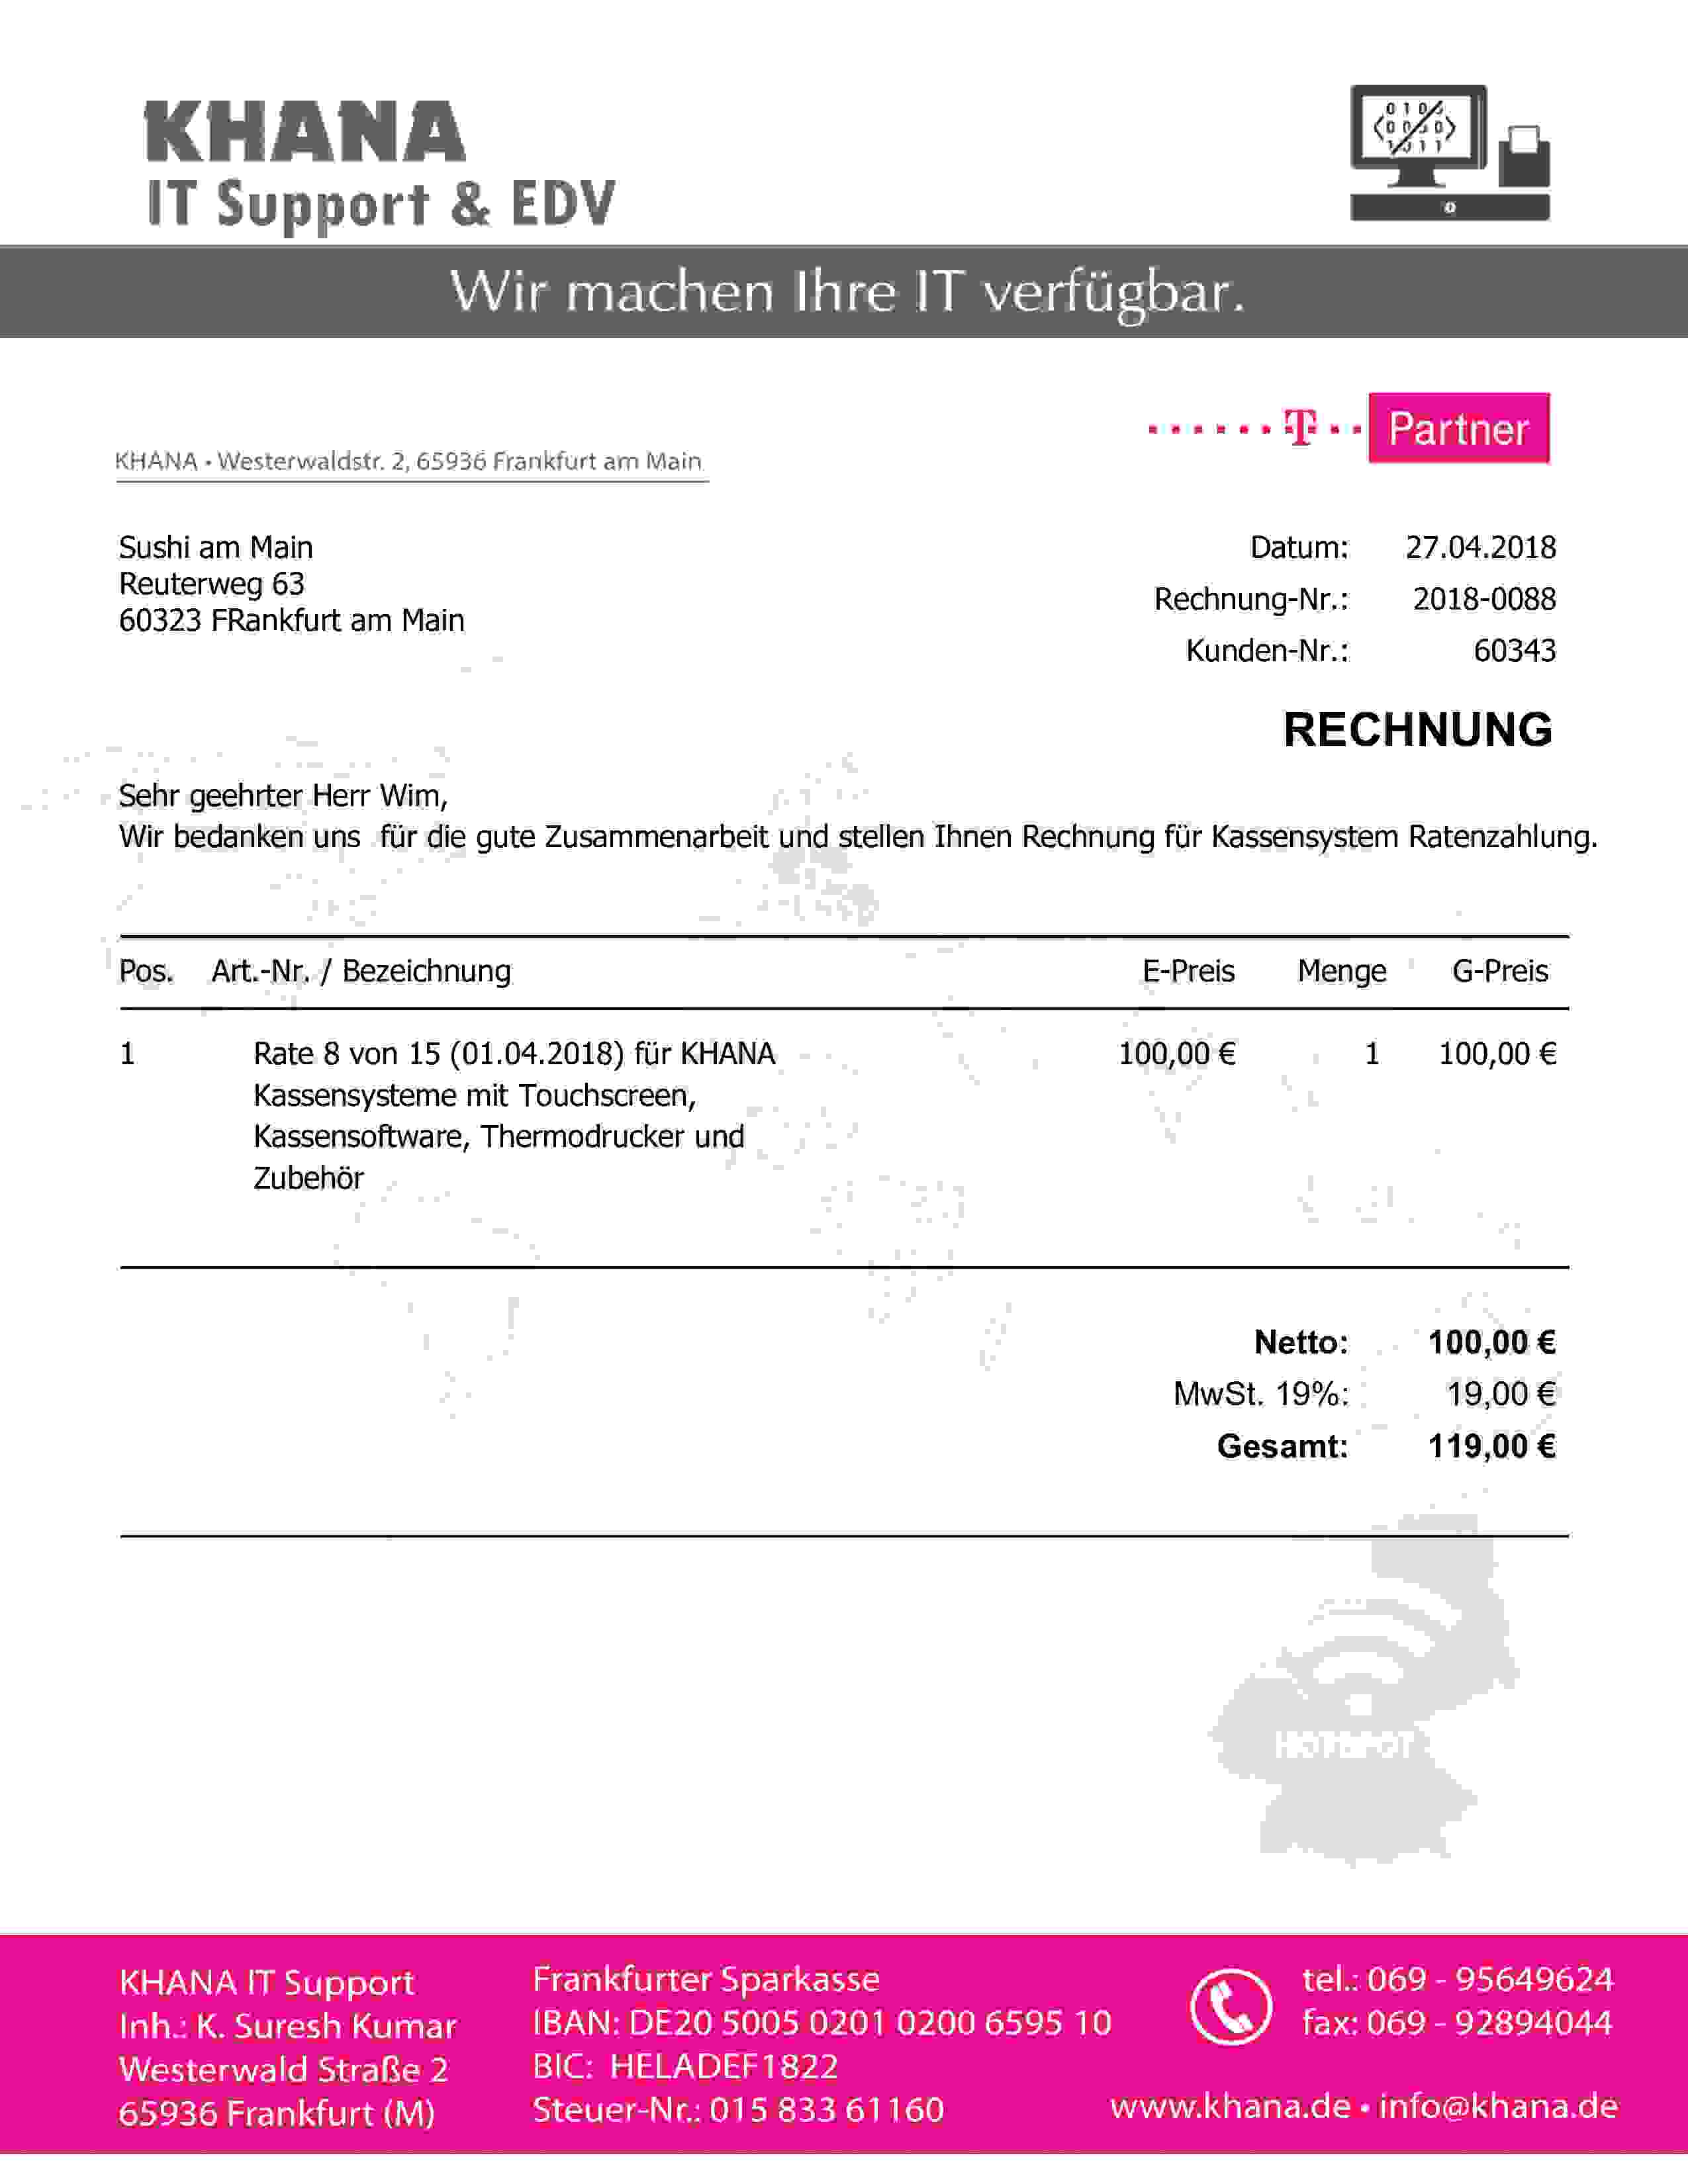 KHANA
IT Support & EDV
Wir machen Ihre IT verfügbar.
T Partner
KHANA • Westerwaldstr. 2, 65936 Frankfurt am Main
Sushi am Main
Reuterweg 63
60323 FRankfurt am Main
Datum: 27.04.2018
Rechnung-Nr.: 2018-0088
Kunden-Nr.: 60343
RECHNUNG
Sehr geehrter Herr Wim,
Wir bedanken uns für die gute Zusammenarbeit und stellen Ihnen Rechnung für Kassensystem Ratenzahlung.
Pos. Art.-Nr. / Bezeichnung E-Preis Menge G-Preis
1 Rate 8 von 15 (01.04.2018) für KHANA 100,00 € 1 100,00 €
Kassensysteme mit Touchscreen,
Kassensoftware, Thermodrucker und
Zubehör
Netto: 100,00 €
MwSt. 19%: 19,00 €
Gesamt: 119,00 €
KHANA IT Support
Inh.: K. Suresh Kumar
Westerwald Straße 2
65936 Frankfurt (M)
Frankfurter Sparkasse
IBAN: DE20 5005 0201 0200 6595 10
BIC: HELADEF1822
Steuer-Nr.: 015 833 61160
tel.: 069 - 95649624
fax: 069 - 92894044
www.khana.de • info@khana.de